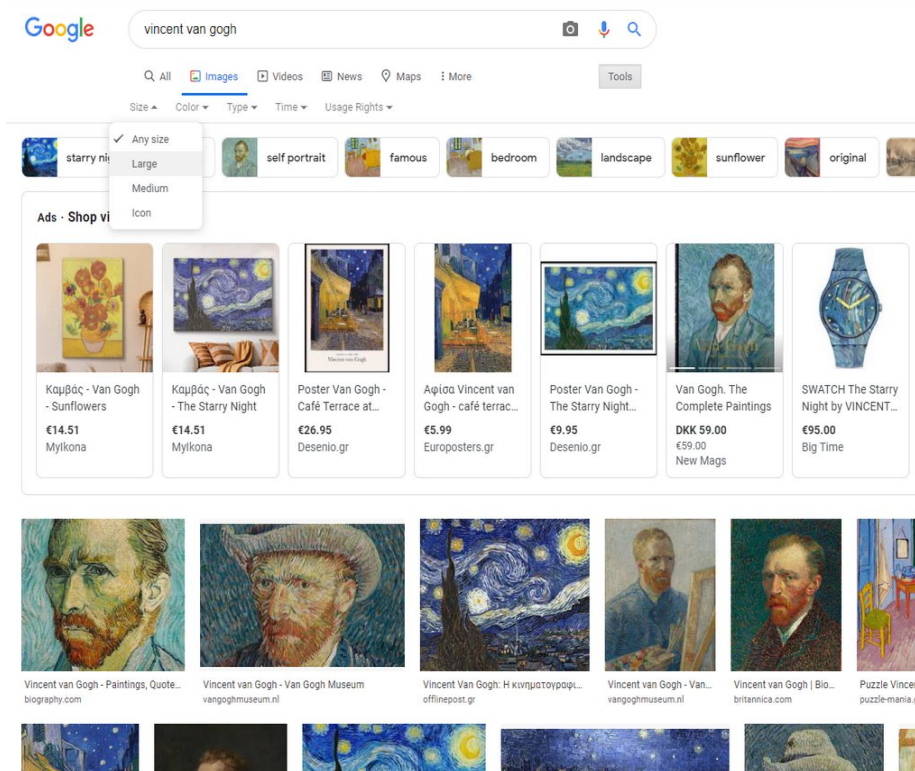 Google
vincent van gogh
All Images Videos News Maps More Tools
Size Color Type Time Usage Rights
Any size
Large
Medium
Icon
starry self portrait famous bedroom landscape sunflower original
Ads · Shop
Καμβάς - Van Gogh
- Sunflowers
€14.51
Mylkona
Καμβάς - Van Gogh
- The Starry Night
€14.51
Mylkona
Poster Van Gogh -
Café Terrace at...
€26.95
Desenio.gr
Αφίσα Vincent van
Gogh - café terrac...
€5.99
Europosters.gr
Poster Van Gogh -
The Starry Night...
€9.95
Desenio.gr
Van Gogh. The
Complete Paintings
DKK 59.00
€59.00
New Mags
SWATCH The Starry
Night by VINCENT...
€95.00
Big Time
Vincent van Gogh - Paintings, Quote...
biography.com
Vincent van Gogh - Van Gogh Museum
vangoghmuseum.nl
Vincent Van Gogh: Η κινηματογραφι...
offlinepost.gr
Vincent van Gogh - Van...
vangoghmuseum.nl
Vincent van Gogh | Bio...
britannica.com
Puzzle Vincen
puzzle-mania.